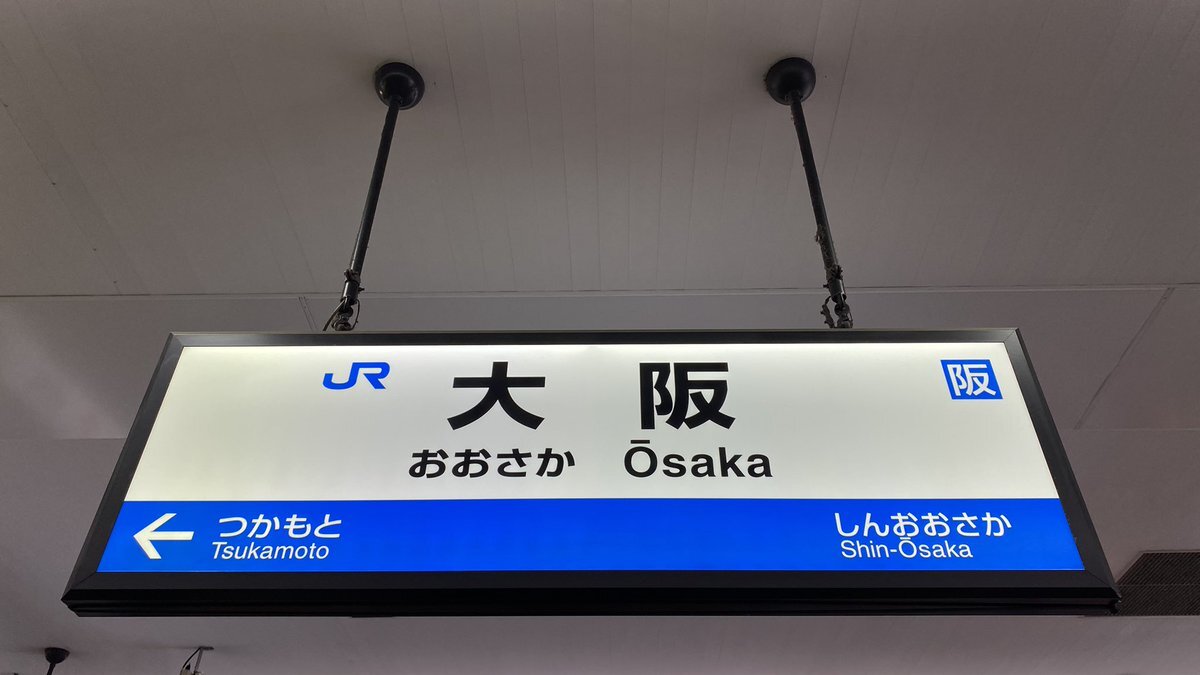 JR 大阪 阪
おおさか Ōsaka
← つかもと しんおおさか
Tsukamoto Shin-Ōsaka